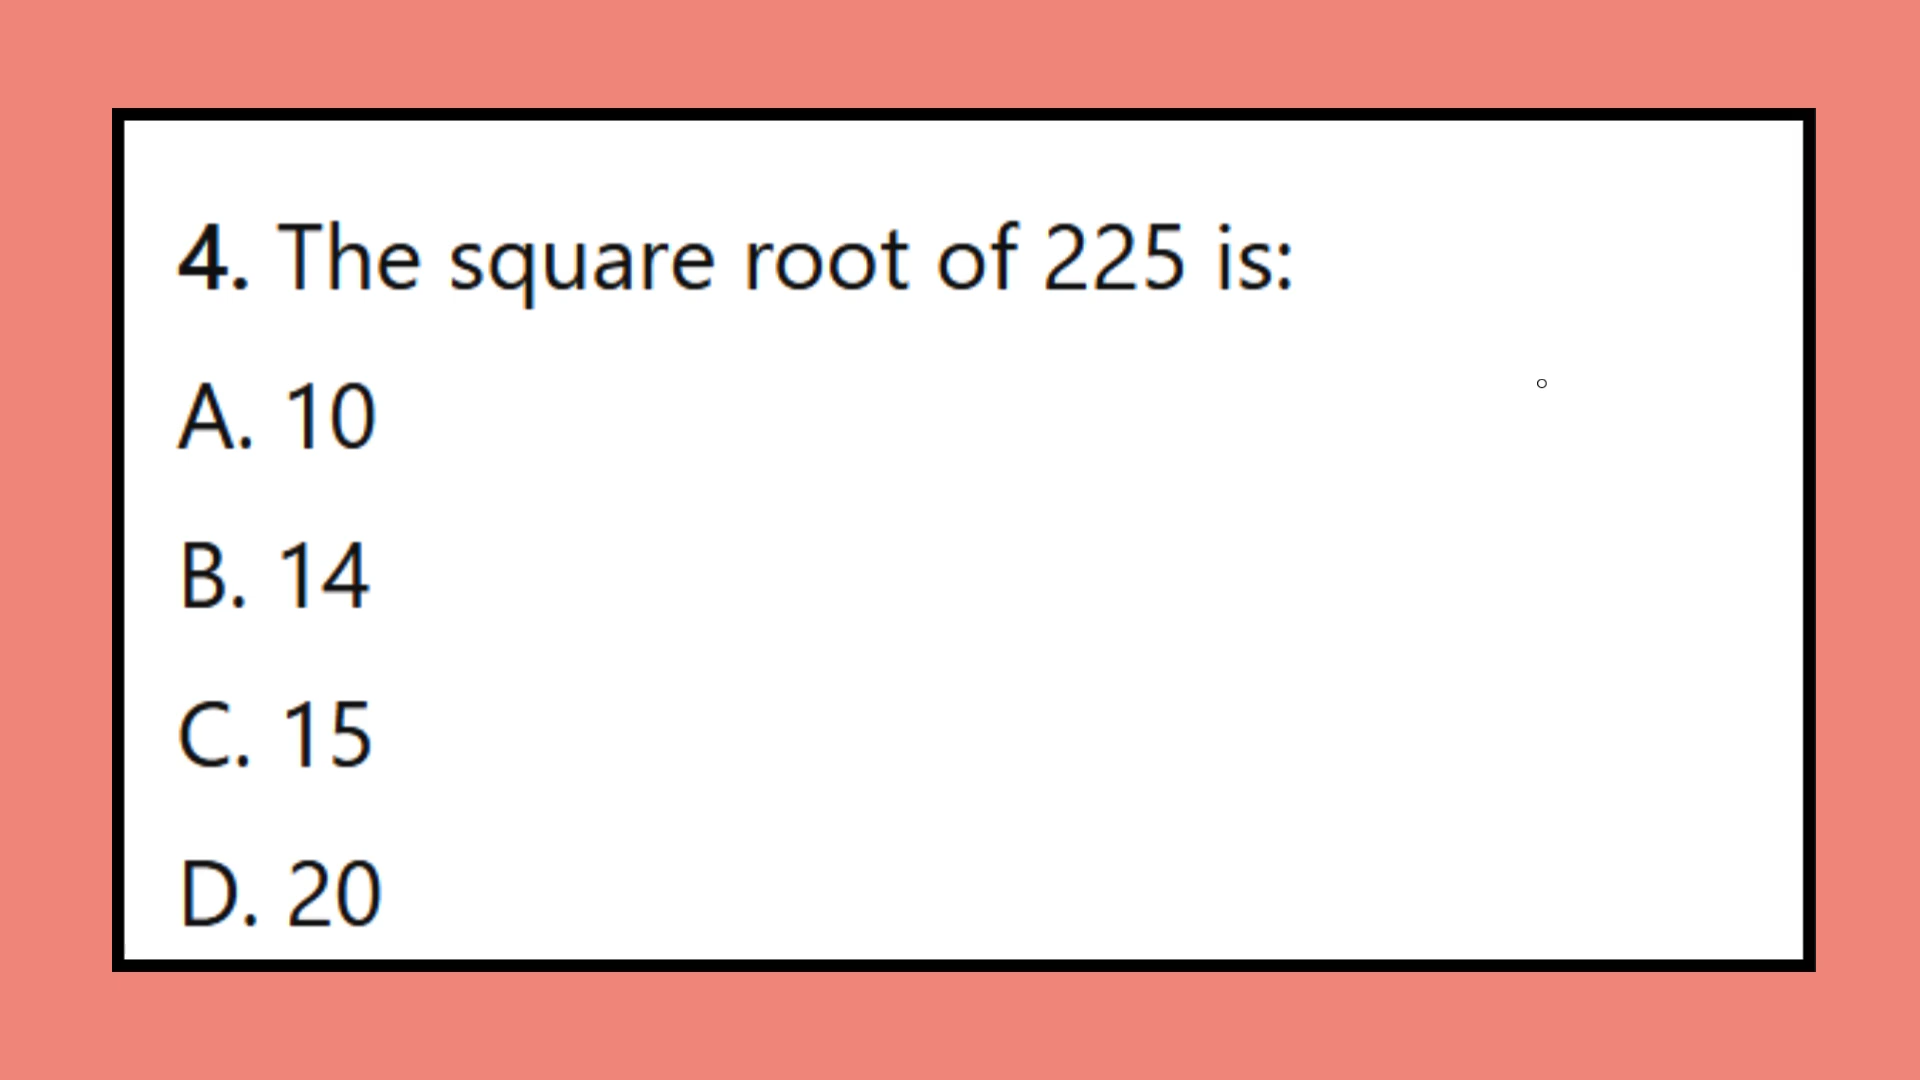 4. The square root of 225 is:
A. 10
B. 14
C. 15
D. 20